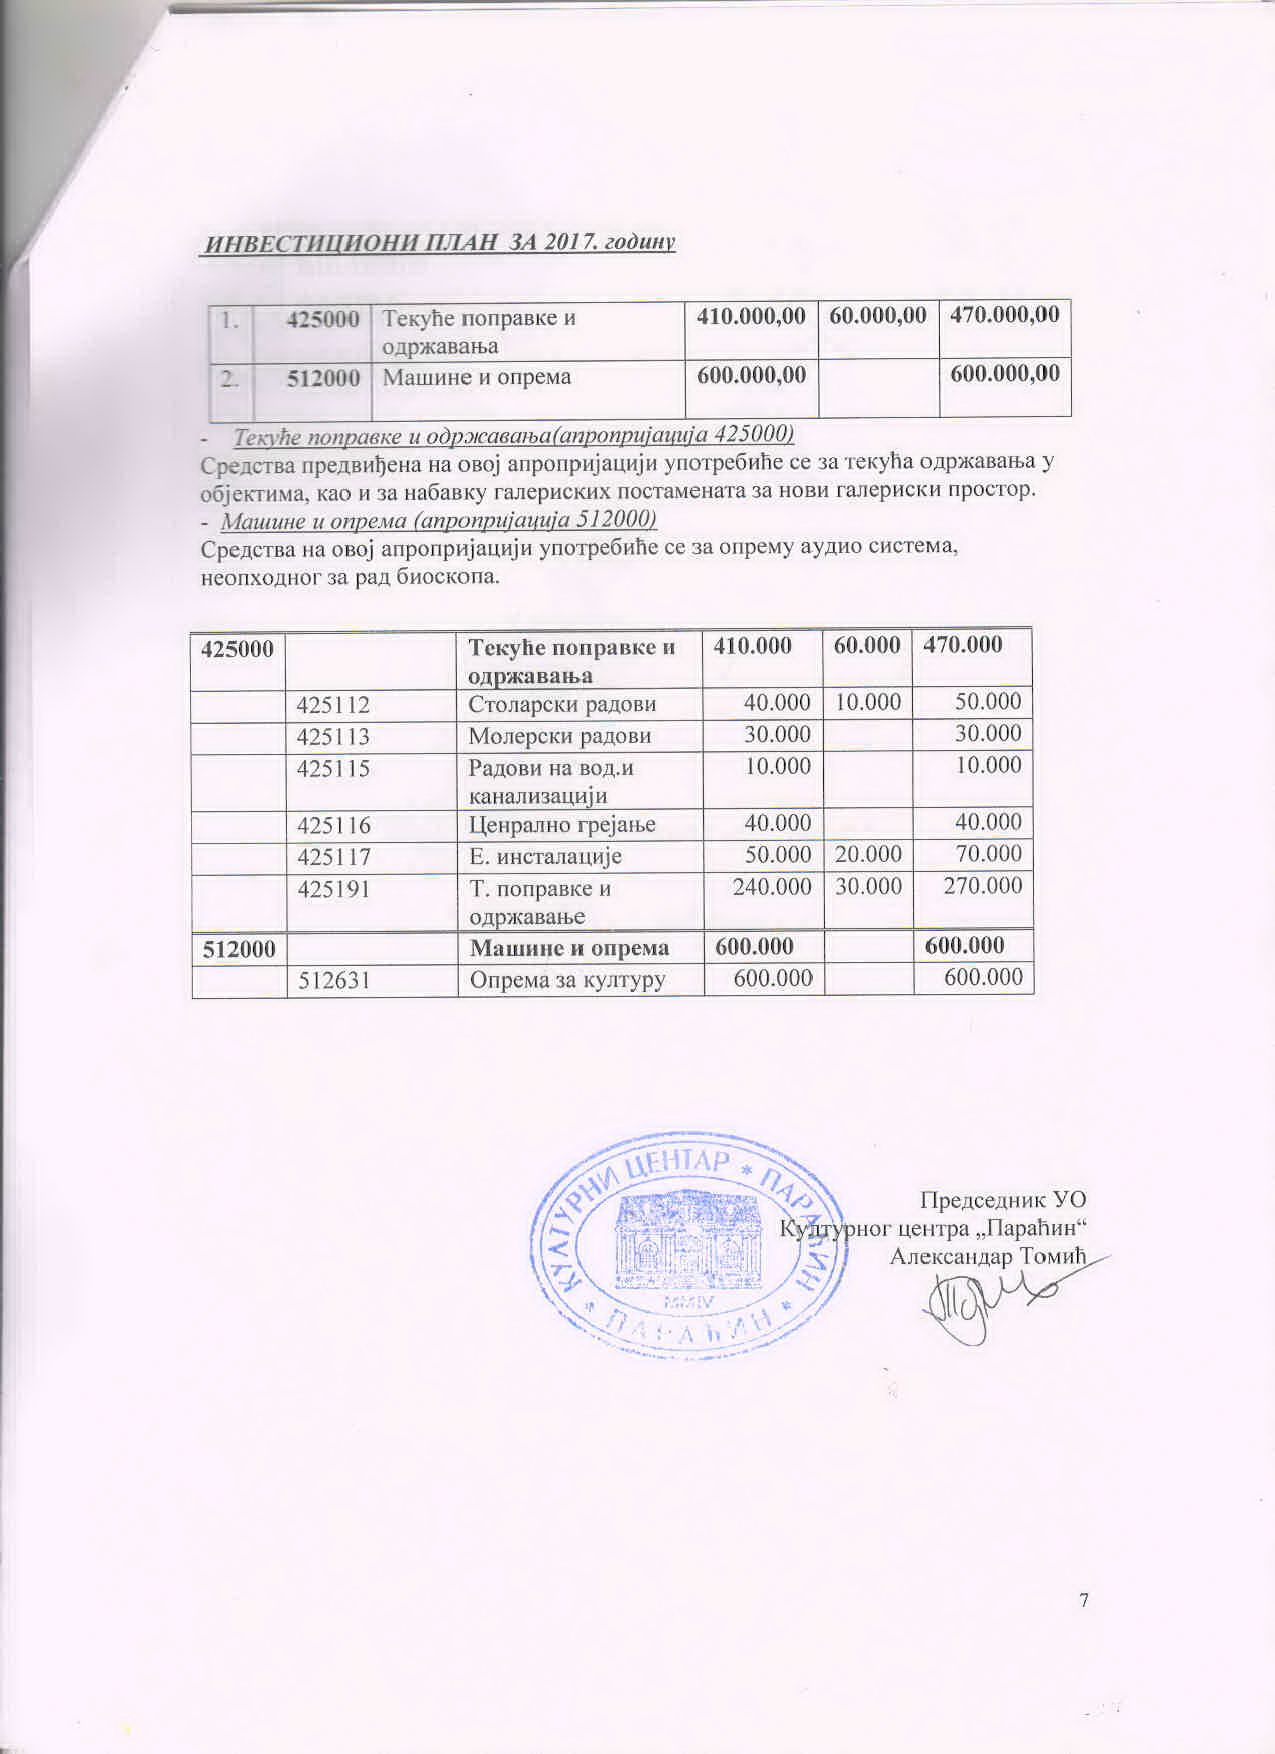 ИНВЕСТИЦИОНИ ПЛАН ЗА 2017. годину
1. 425000 Текуће поправке и одржавања 410.000,00 60.000,00 470.000,00
2. 512000 Машине и опрема 600.000,00 600.000,00
- Текуће поправке и одржавања(апропријација 425000)
Средства предвиђена на овој апропријацији употребиће се за текућа одржавања у
објектима, као и за набавку галериских постамената за нови галериски простор.
- Машине и опрема (апропријација 512000)
Средства на овој апропријацији употребиће се за опрему аудио система,
неопходног за рад биоскопа.
425000 Текуће поправке и одржавања 410.000 60.000 470.000
425112 Столарски радови 40.000 10.000 50.000
425113 Молерски радови 30.000 30.000
425115 Радови на вод.и канализацији 10.000 10.000
425116 Ценрално грејање 40.000 40.000
425117 Е. инсталације 50.000 20.000 70.000
425191 Т. поправке и одржавање 240.000 30.000 270.000
512000 Машине и опрема 600.000 600.000
512631 Опрема за културу 600.000 600.000
КУЛТУРНИ ЦЕНТАР * ПАРАЋИН *
MMIV
ПАРАЋИН
Председник УО
Културног центра „Параћин“
Александар Томић
7